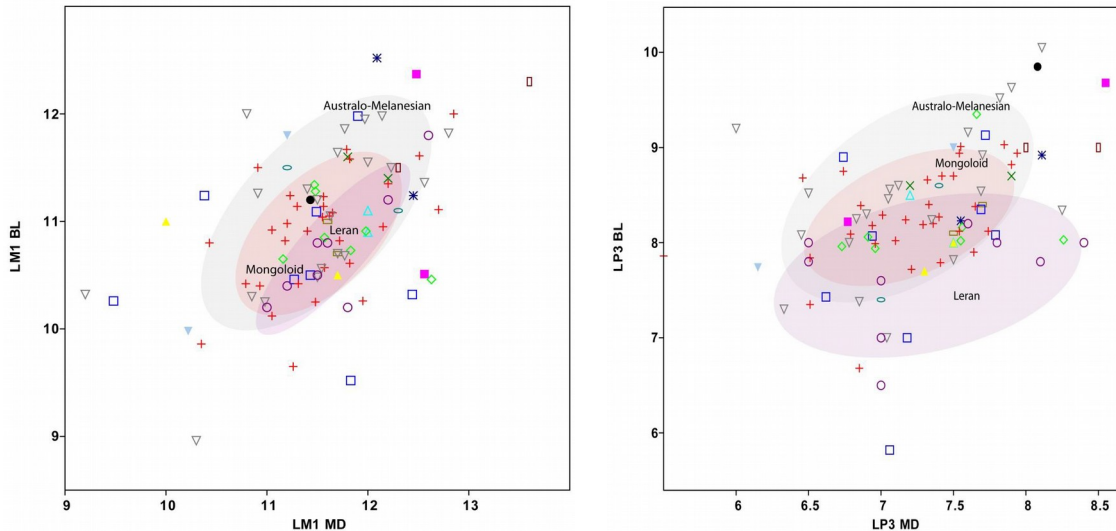 12
11
10
9
LM1 BL
Australo-Melanesian
Leran
Mongoloid
9
10
11
12
13
LM1 MD
10
9
8
7
6
LP3 BL
Australo-Melanesian
Mongoloid
Leran
6
6.5
7
7.5
8
8.5
LP3 MD